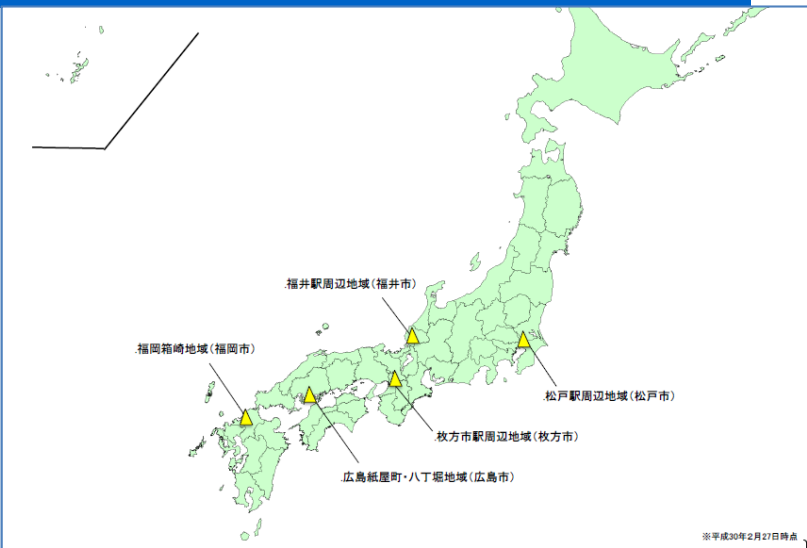 .福井駅周辺地域(福井市)
.福岡箱崎地域(福岡市)
.松戸駅周辺地域(松戸市)
.枚方市駅周辺地域(枚方市)
.広島紙屋町・八丁堀地域(広島市)
※平成30年2月27日時点